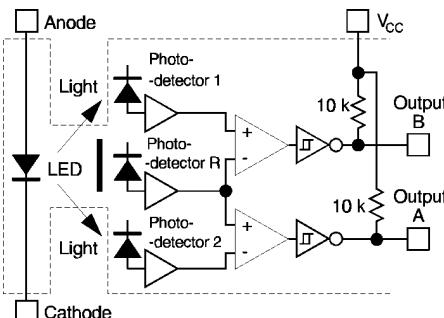 Anode
V_CC
Photo-
-detector 1
Light
10 k
Output
B
+
-
LED
Photo-
-detector R
10 k
Output
A
Photo-
-detector 2
Light
+
-
Cathode